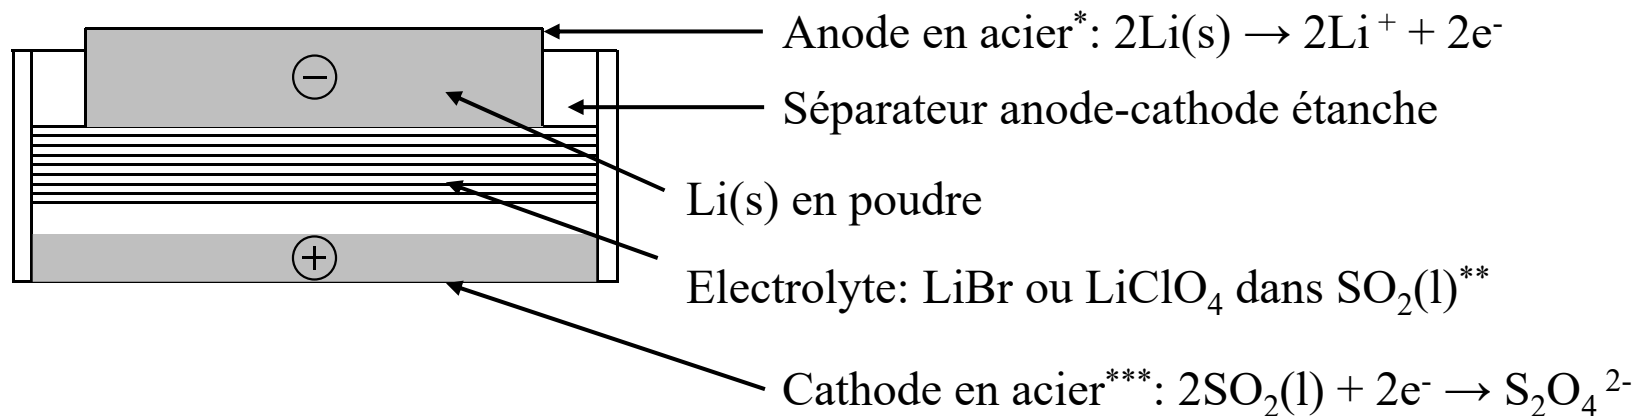 Anode en acier*: 2Li(s) → 2Li⁺ + 2e⁻
−
Séparateur anode-cathode étanche
Li(s) en poudre
+
Electrolyte: LiBr ou LiClO₄ dans SO₂(l)**
Cathode en acier***: 2SO₂(l) + 2e⁻ → S₂O₄²⁻